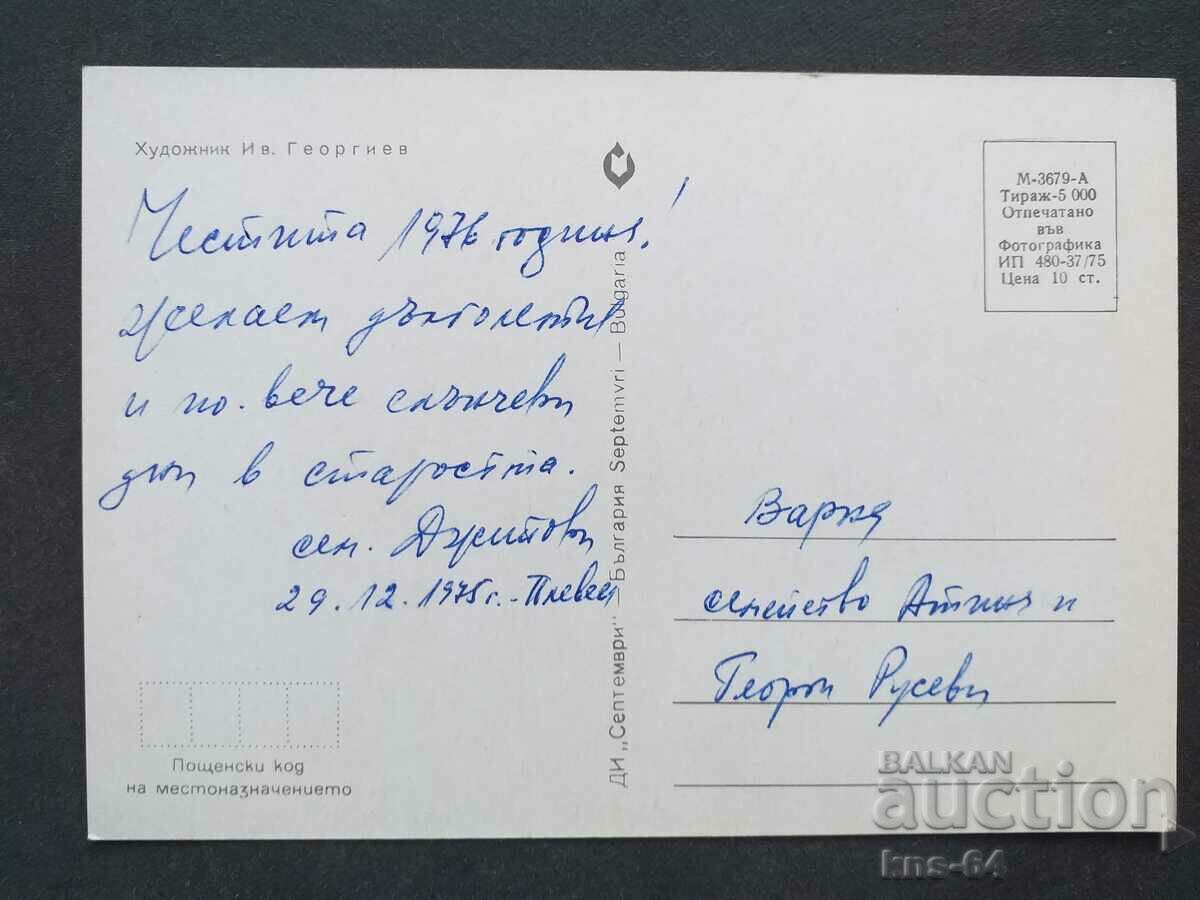 Художник Ив. Георгиев
Честита 1976 година!
Желаем дълголетие
и по-вече слънчеви
дни в старостта.
сем.
29.12.1975 г. - Плевен
Пощенски код
на местоназначението
ДИ „Септември" — България Septemvri — Bulgaria
М-3679-А
Тираж-5 000
Отпечатано
във
Фотографика
ИП 480-37/75
Цена 10 ст.
Варна
семейство Атина и
Георги Русеви
BALKAN
auction
kns-64